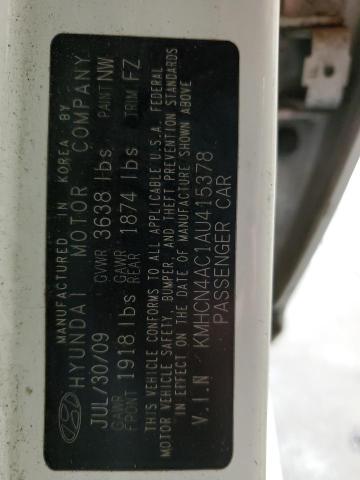 MANUFACTURED IN KOREA BY
HYUNDAI MOTOR COMPANY
JUL/30/09 GVWR 3638 lbs PAINT NW
GAWR FRONT 1918 lbs GAWR REAR 1874 lbs TRIM FZ
THIS VEHICLE CONFORMS TO ALL APPLICABLE U.S.A. FEDERAL
MOTOR VEHICLE SAFETY, BUMPER, AND THEFT PREVENTION STANDARDS
IN EFFECT ON THE DATE OF MANUFACTURE SHOWN ABOVE
V.I.N KMHCN4AC1AU415378
PASSENGER CAR